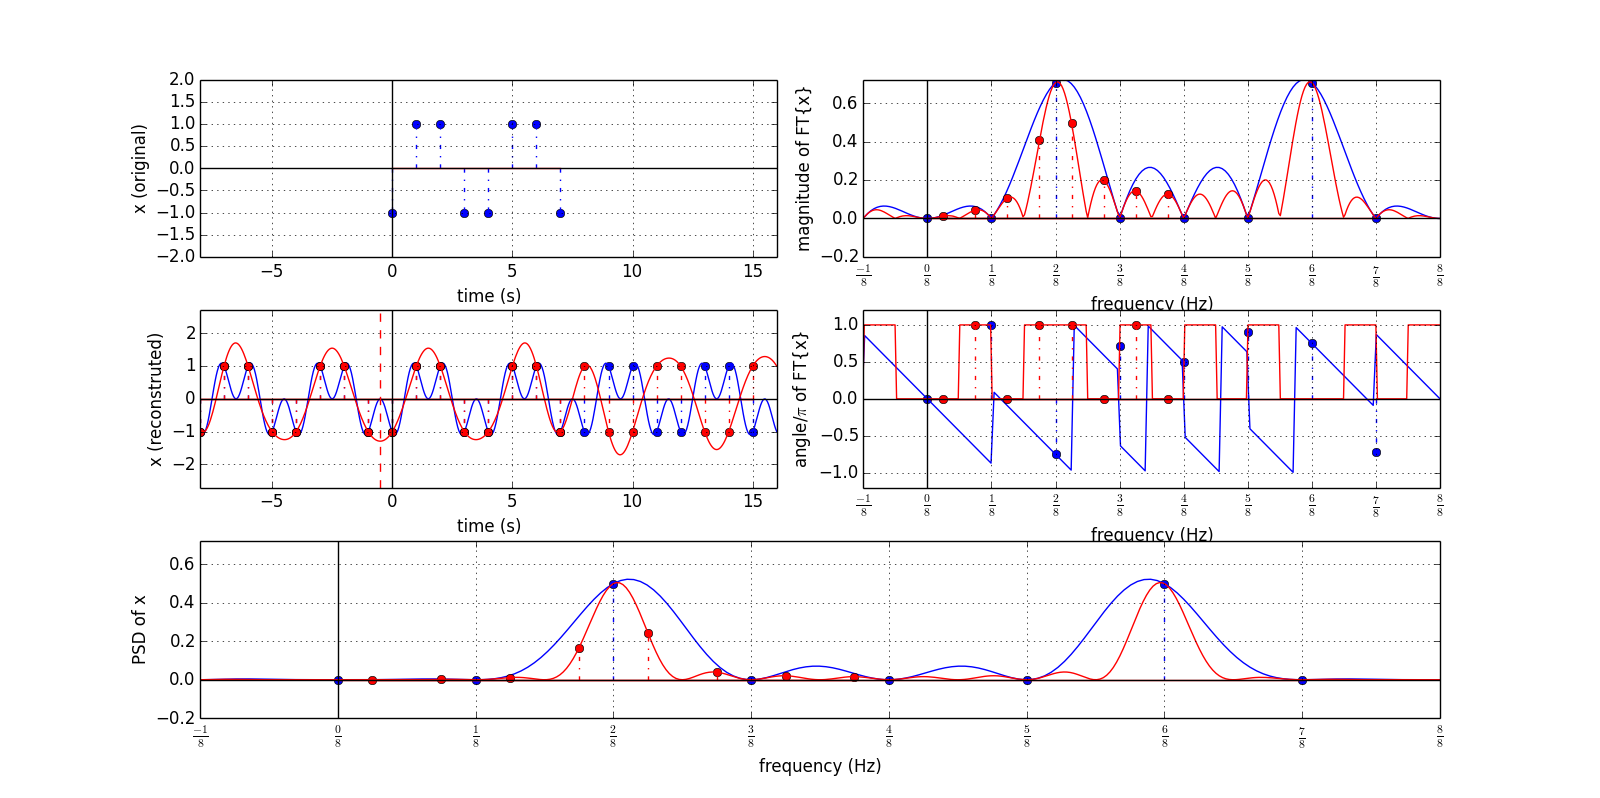 2.0
1.5
1.0
0.5
0.0
−0.5
−1.0
−1.5
−2.0
x (original)
−5 0 5 10 15
time (s)
0.6
0.4
0.2
0.0
−0.2
magnitude of FT{x}
-1/8 0/8 1/8 2/8 3/8 4/8 5/8 6/8 7/8 8/8
frequency (Hz)
2
1
0
−1
−2
x (reconstruted)
−5 0 5 10 15
time (s)
1.0
0.5
0.0
−0.5
−1.0
angle/π of FT{x}
-1/8 0/8 1/8 2/8 3/8 4/8 5/8 6/8 7/8 8/8
frequency (Hz)
0.6
0.4
0.2
0.0
−0.2
PSD of x
-1/8 0/8 1/8 2/8 3/8 4/8 5/8 6/8 7/8 8/8
frequency (Hz)